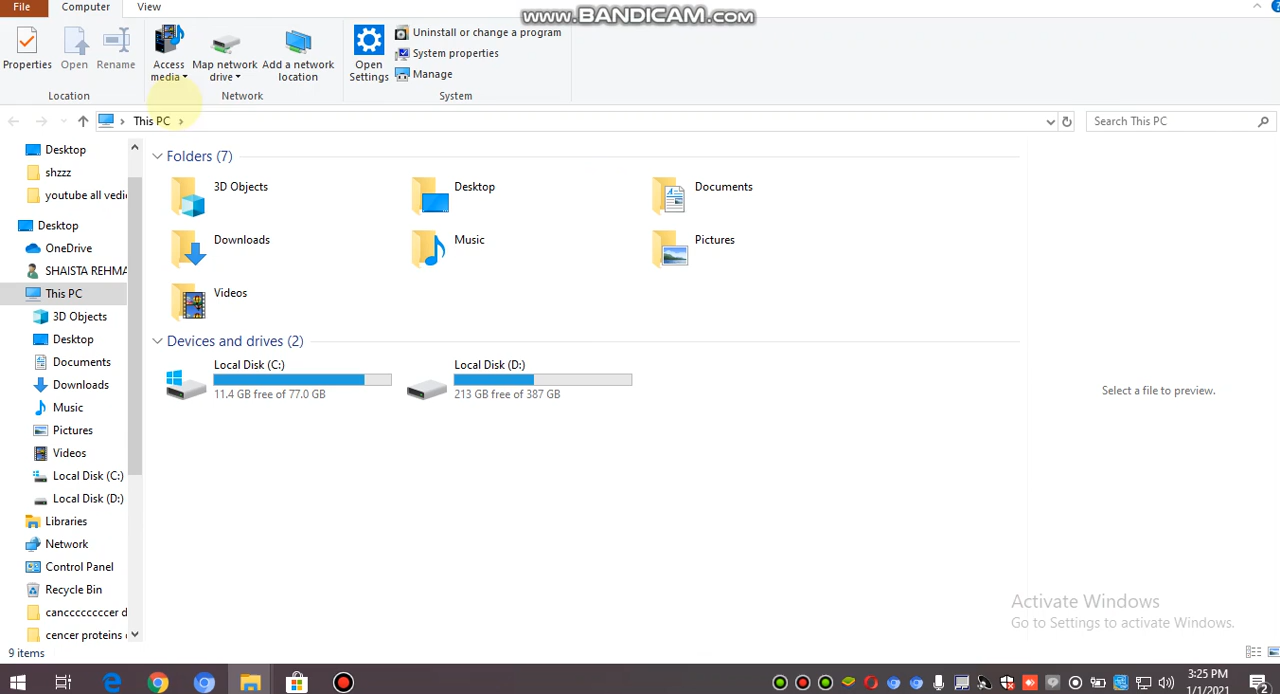 File Computer View
www.BANDICAM.com
Properties Open Rename
Access media Map network drive Add a network location
Open Settings
Uninstall or change a program
System properties
Manage
Location Network System
This PC
Search This PC
Desktop
shzzz
youtube all vedi
Desktop
OneDrive
SHAISTA REHMA
This PC
3D Objects
Desktop
Documents
Downloads
Music
Pictures
Videos
Local Disk (C:)
Local Disk (D:)
Libraries
Network
Control Panel
Recycle Bin
cancccccccer d
cencer proteins
Folders (7)
3D Objects Desktop Documents
Downloads Music Pictures
Videos
Devices and drives (2)
Local Disk (C:) Local Disk (D:)
11.4 GB free of 77.0 GB 213 GB free of 387 GB
Select a file to preview.
Activate Windows
Go to Settings to activate Windows.
9 items
3:25 PM
1/1/2021
2